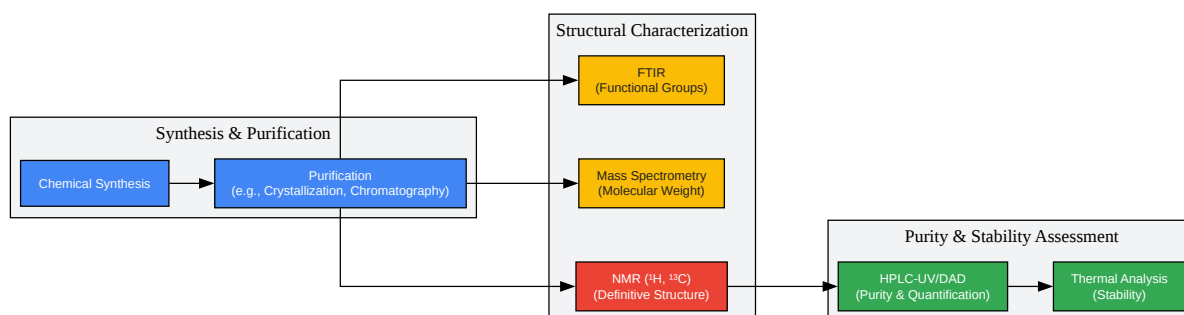 Structural Characterization
FTIR
(Functional Groups)
Synthesis & Purification
Chemical Synthesis
Purification
(e.g., Crystallization, Chromatography)
Mass Spectrometry
(Molecular Weight)
NMR (¹H, ¹³C)
(Definitive Structure)
Purity & Stability Assessment
HPLC-UV/DAD
(Purity & Quantification)
Thermal Analysis
(Stability)